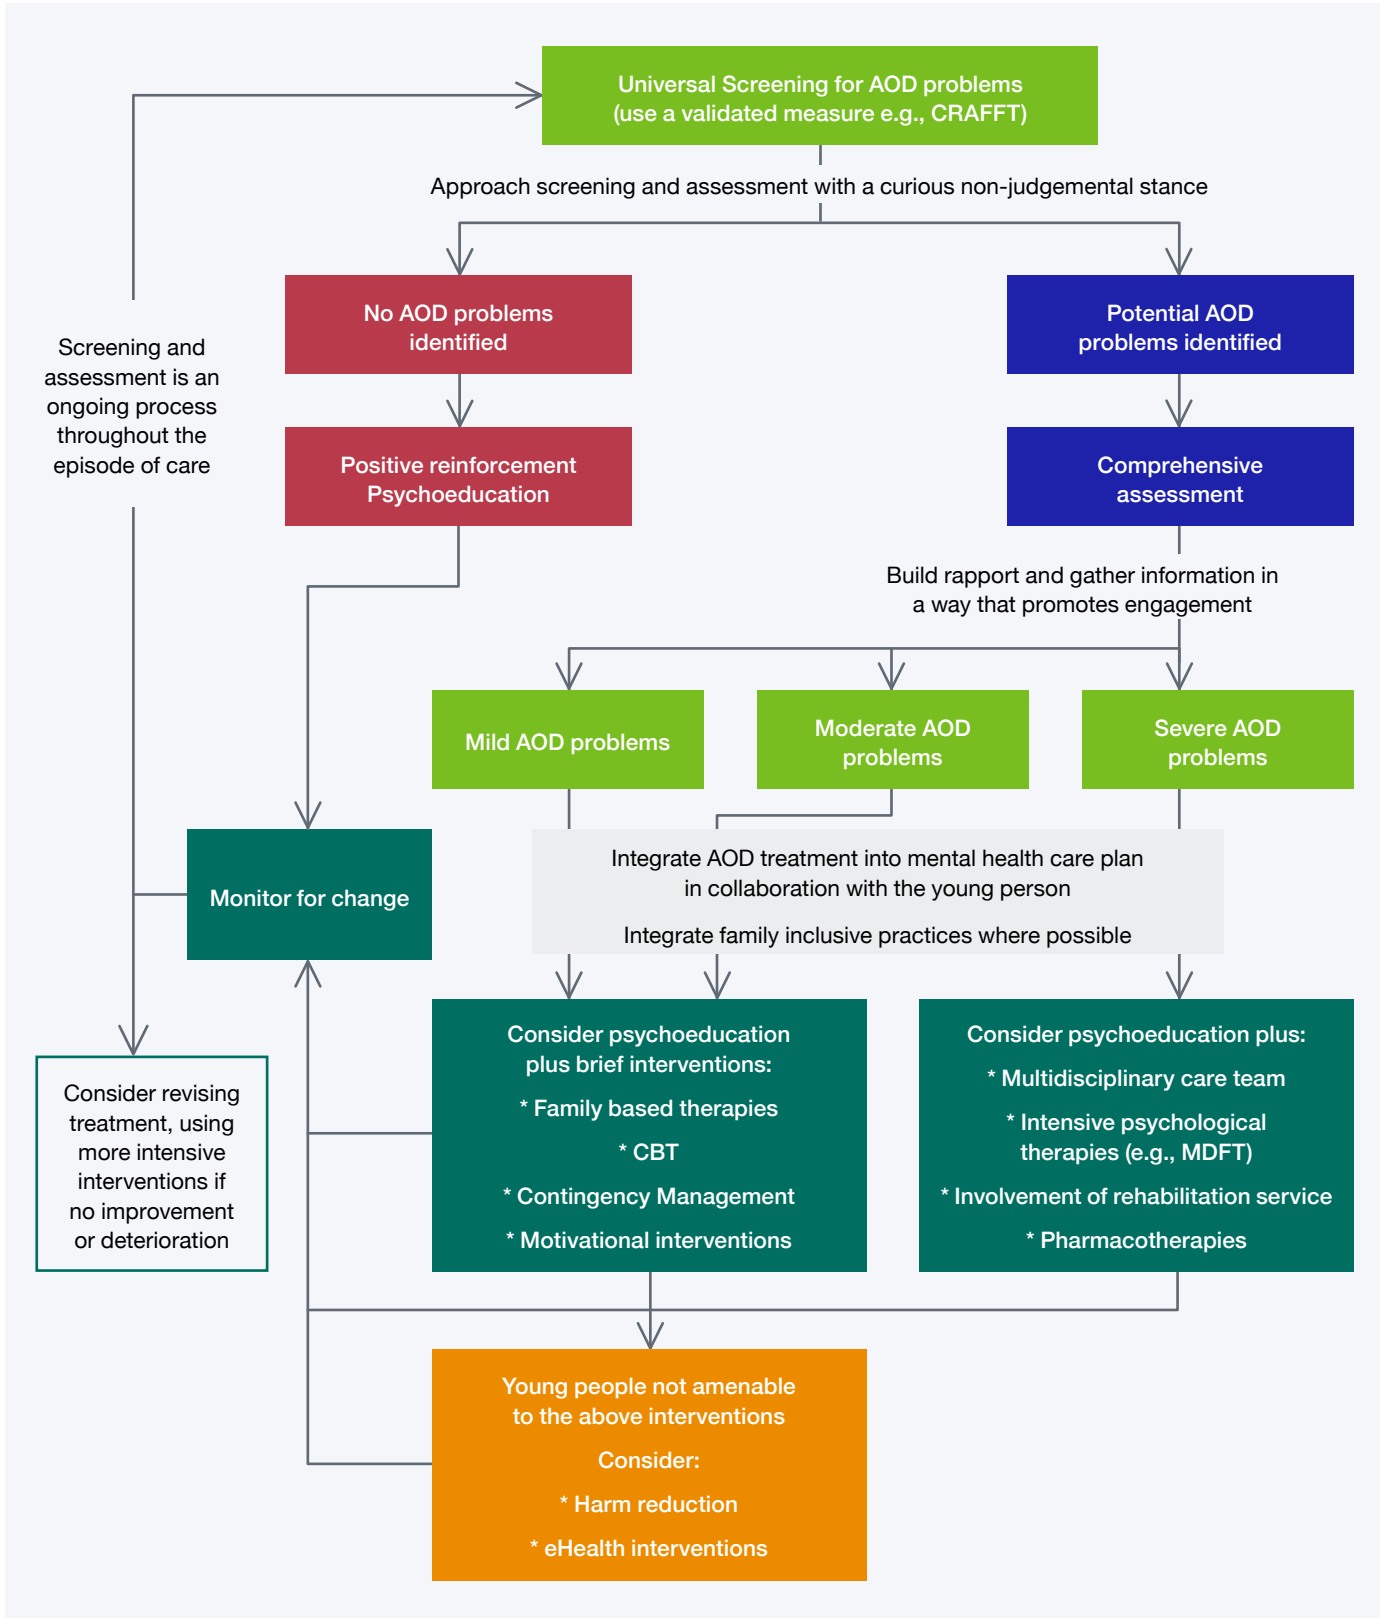 Universal Screening for AOD problems
(use a validated measure e.g., CRAFFT)
Approach screening and assessment with a curious non-judgemental stance
No AOD problems
identified
Potential AOD
problems identified
Screening and
assessment is an
ongoing process
throughout the
episode of care
Positive reinforcement
Psychoeducation
Comprehensive
assessment
Build rapport and gather information in
a way that promotes engagement
Mild AOD problems
Moderate AOD
problems
Severe AOD
problems
Monitor for change
Integrate AOD treatment into mental health care plan
in collaboration with the young person
Integrate family inclusive practices where possible
Consider revising
treatment, using
more intensive
interventions if
no improvement
or deterioration
Consider psychoeducation
plus brief interventions:
* Family based therapies
* CBT
* Contingency Management
* Motivational interventions
Consider psychoeducation plus:
* Multidisciplinary care team
* Intensive psychological
therapies (e.g., MDFT)
* Involvement of rehabilitation service
* Pharmacotherapies
Young people not amenable
to the above interventions
Consider:
* Harm reduction
* eHealth interventions